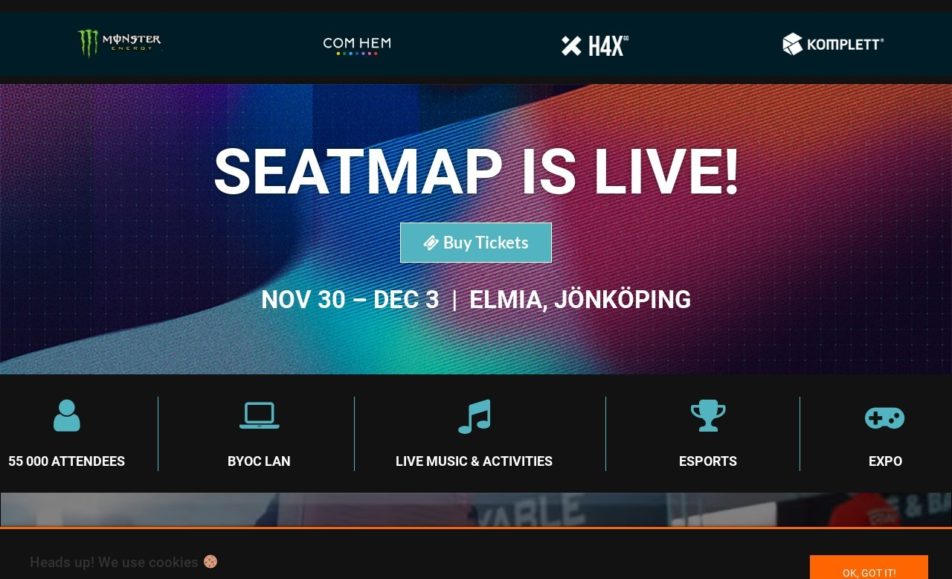 MONSTER
ENERGY
COM HEM
H4X
KOMPLETT
SEATMAP IS LIVE!
Buy Tickets
NOV 30 – DEC 3 | ELMIA, JÖNKÖPING
55 000 ATTENDEES
BYOC LAN
LIVE MUSIC & ACTIVITIES
ESPORTS
EXPO
Heads up! We use cookies
OK, GOT IT!